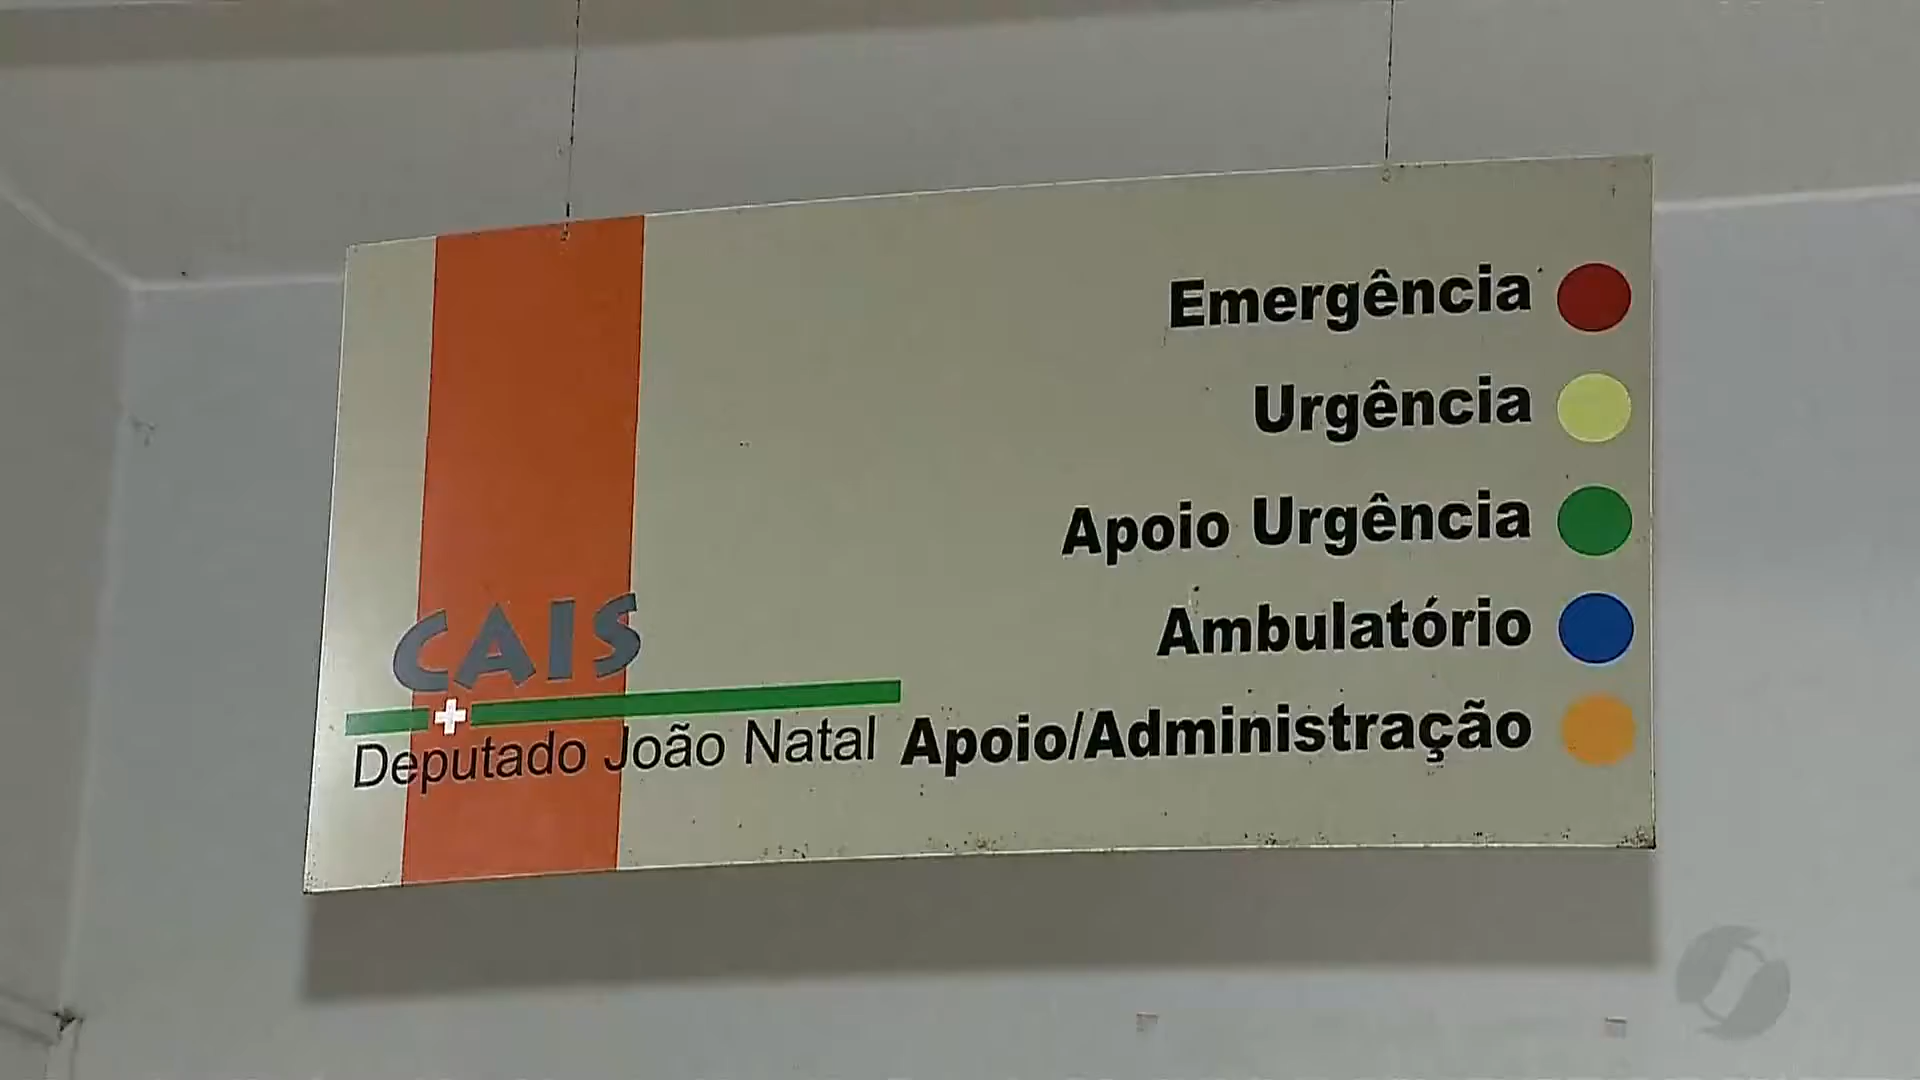 Emergência
Urgência
Apoio Urgência
Ambulatório
Apoio/Administração
CAIS
Deputado João Natal